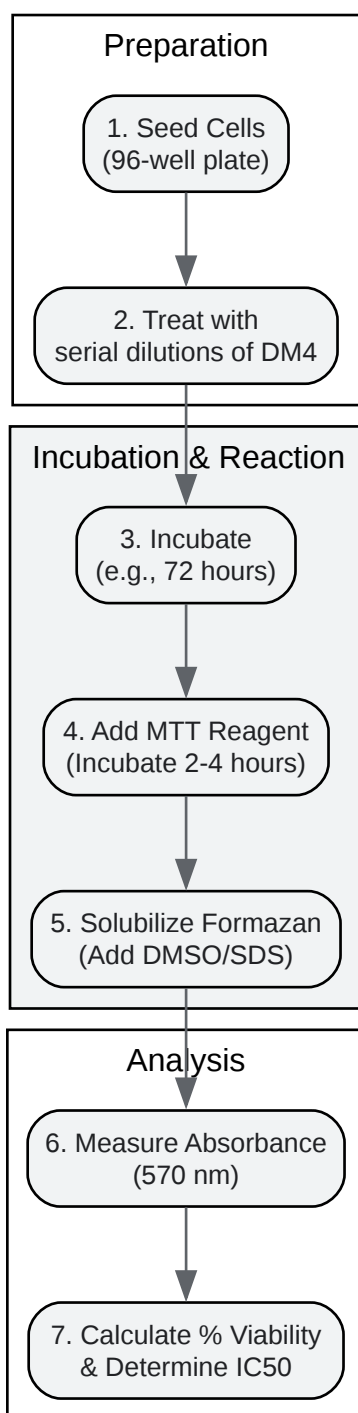 Preparation
1. Seed Cells
(96-well plate)
2. Treat with
serial dilutions of DM4
Incubation & Reaction
3. Incubate
(e.g., 72 hours)
4. Add MTT Reagent
(Incubate 2-4 hours)
5. Solubilize Formazan
(Add DMSO/SDS)
Analysis
6. Measure Absorbance
(570 nm)
7. Calculate % Viability
& Determine IC50